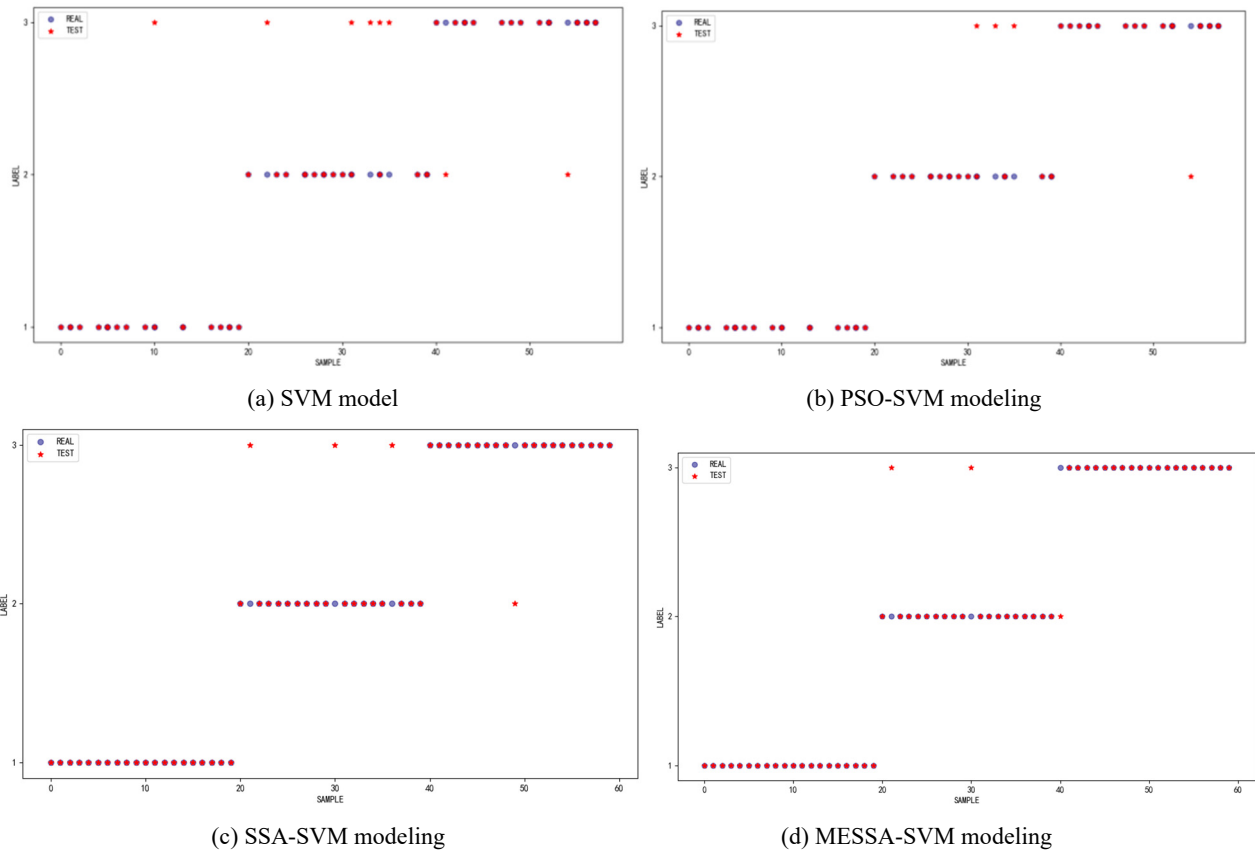 3
REAL
TEST
LABEL
2
1
0 10 20 30 40 50
SAMPLE
(a) SVM model
3
REAL
TEST
LABEL
2
1
0 10 20 30 40 50
SAMPLE
(b) PSO-SVM modeling
3
REAL
TEST
LABEL
2
1
0 10 20 30 40 50 60
SAMPLE
(c) SSA-SVM modeling
3
REAL
TEST
LABEL
2
1
0 10 20 30 40 50 60
SAMPLE
(d) MESSA-SVM modeling